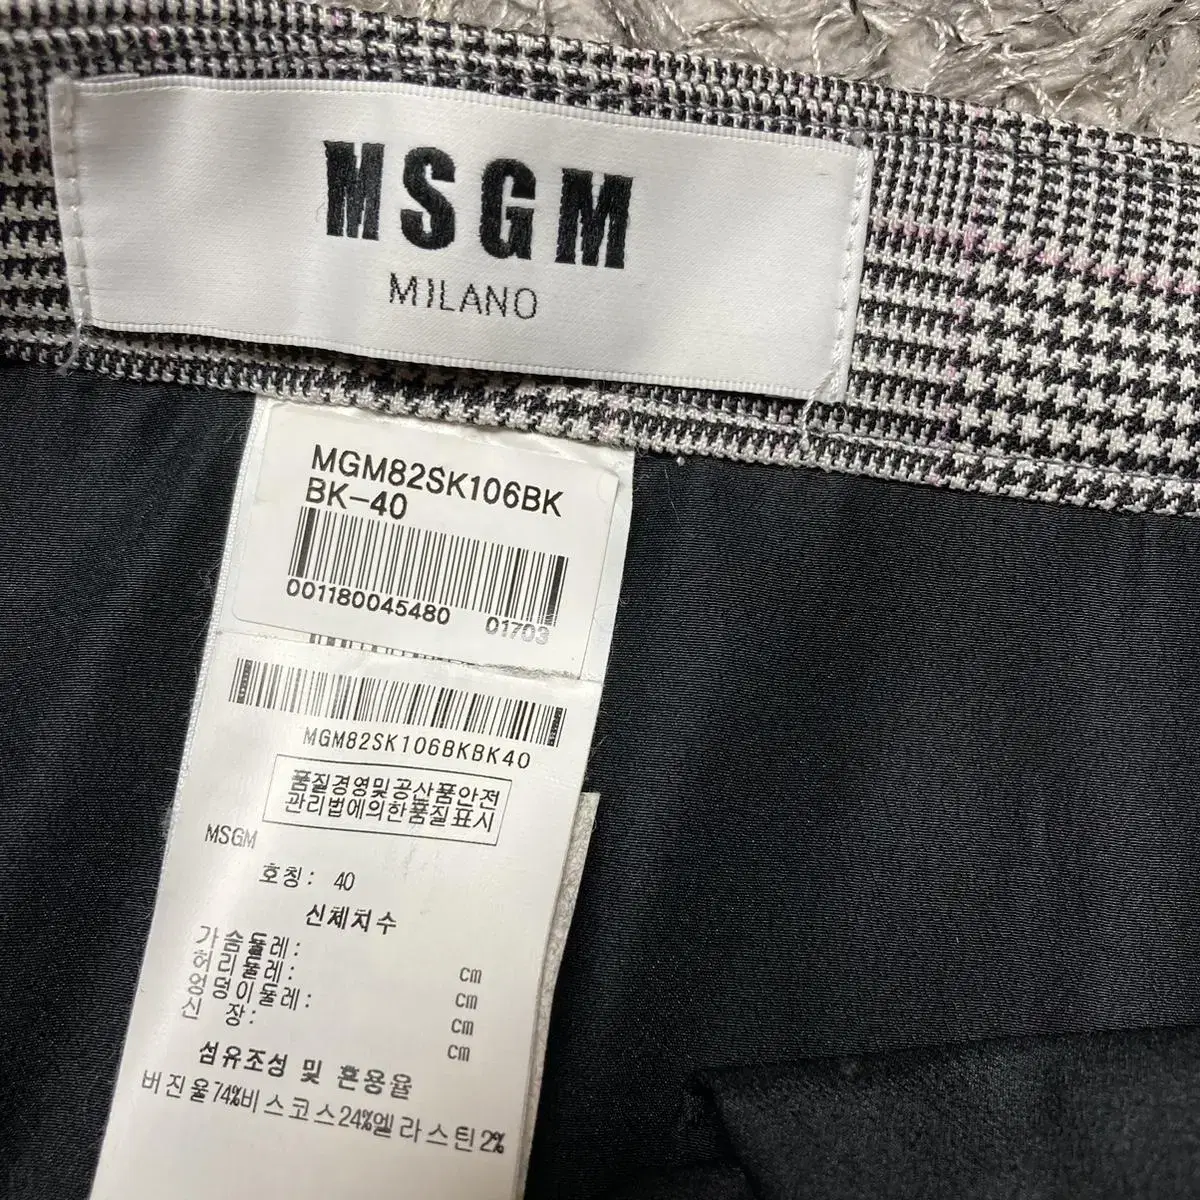 MSGM
MILANO
MGM82SK106BK
BK-40
001180045480 01703
MGM82SK106BKBK40
품질경영및공산품안전
관리법에의한품질표시
MSGM
호칭: 40
신체치수
가슴둘레: cm
허리둘레: cm
엉덩이둘레: cm
신 장: cm
섬유조성 및 혼용율
버진울74%비스코스24%엘라스틴2%